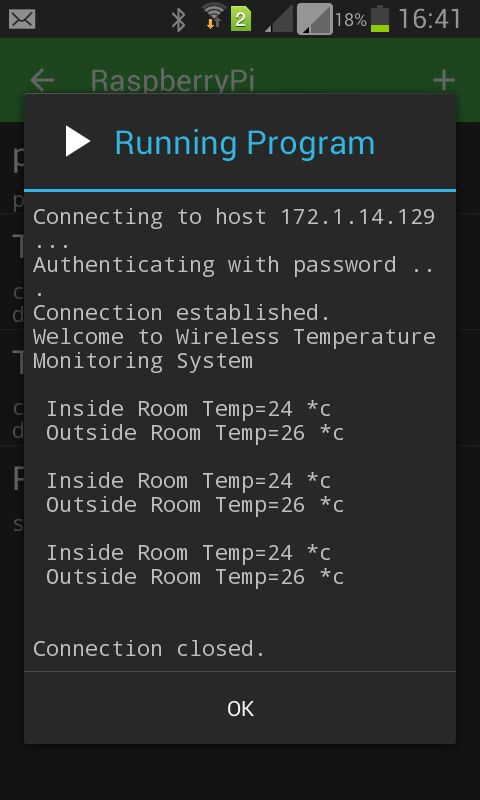 2
18%
16:41
RaspberryPi
Running Program
Connecting to host 172.1.14.129
...
Authenticating with password ..
.
Connection established.
Welcome to Wireless Temperature
Monitoring System
Inside Room Temp=24 *c
Outside Room Temp=26 *c
Inside Room Temp=24 *c
Outside Room Temp=26 *c
Inside Room Temp=24 *c
Outside Room Temp=26 *c
Connection closed.
OK